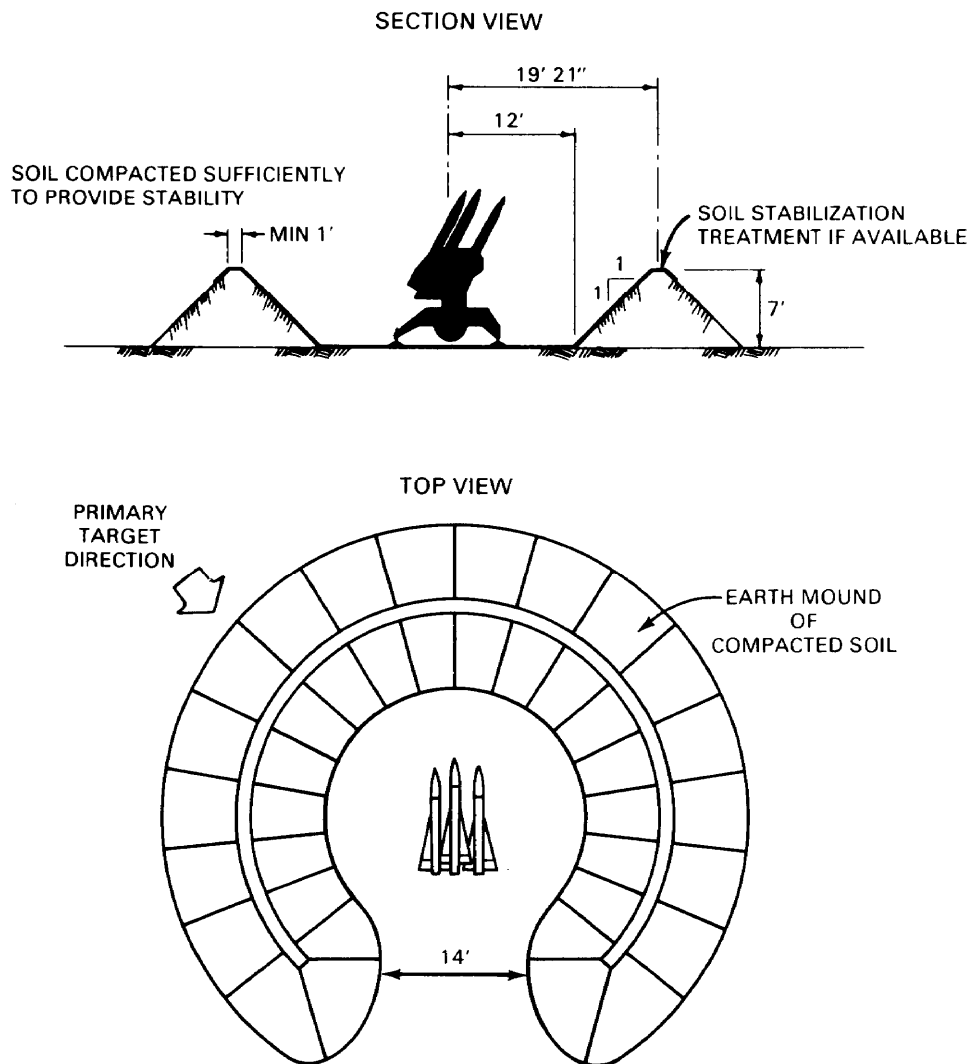 SECTION VIEW
19' 21"
12'
SOIL COMPACTED SUFFICIENTLY
TO PROVIDE STABILITY
MIN 1'
SOIL STABILIZATION
TREATMENT IF AVAILABLE
1
1
7'
TOP VIEW
PRIMARY
TARGET
DIRECTION
EARTH MOUND
OF
COMPACTED SOIL
14'